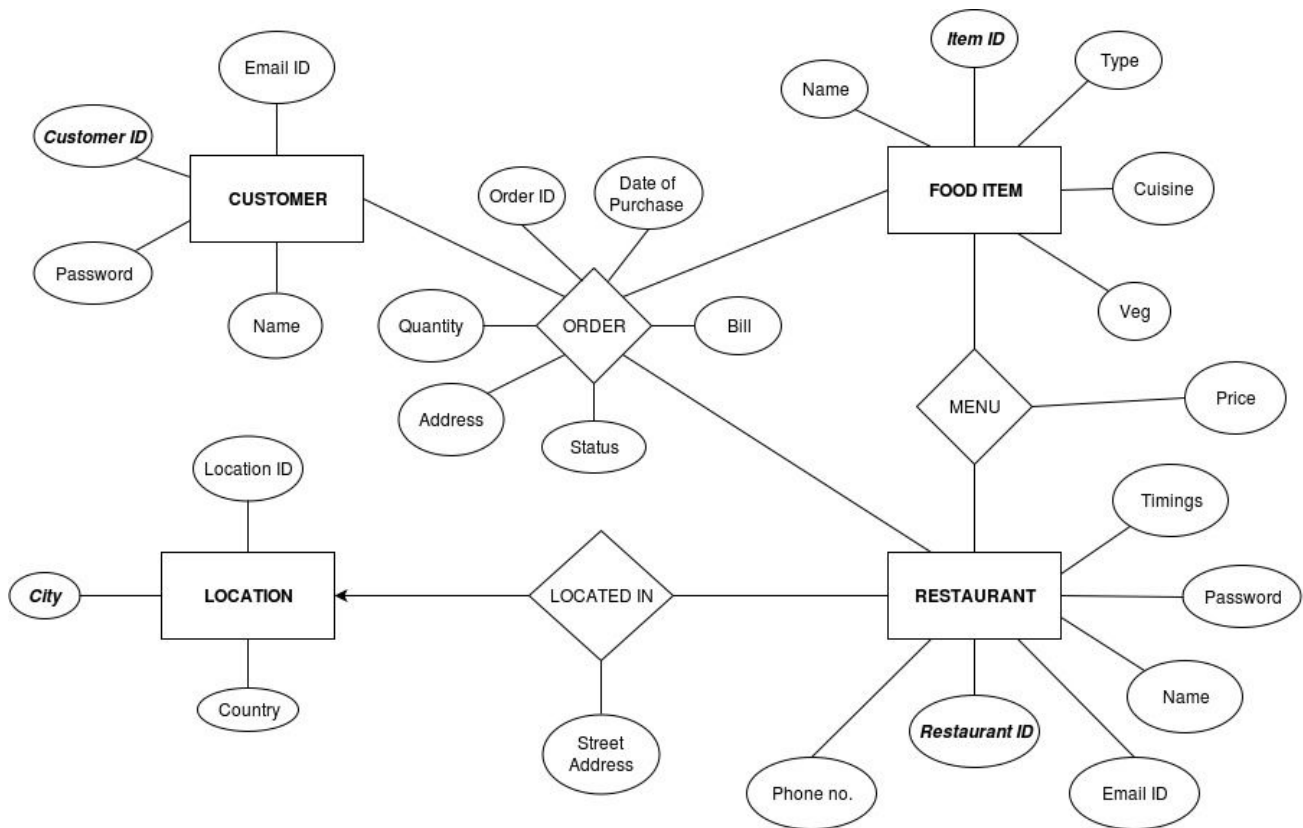 Item ID
Email ID
Type
Name
Customer ID
CUSTOMER
Order ID
Date of
Purchase
FOOD ITEM
Cuisine
Password
Quantity
ORDER
Bill
Veg
Name
Address
Status
MENU
Price
Location ID
Timings
City
LOCATION
LOCATED IN
RESTAURANT
Password
Country
Name
Street
Address
Restaurant ID
Phone no.
Email ID